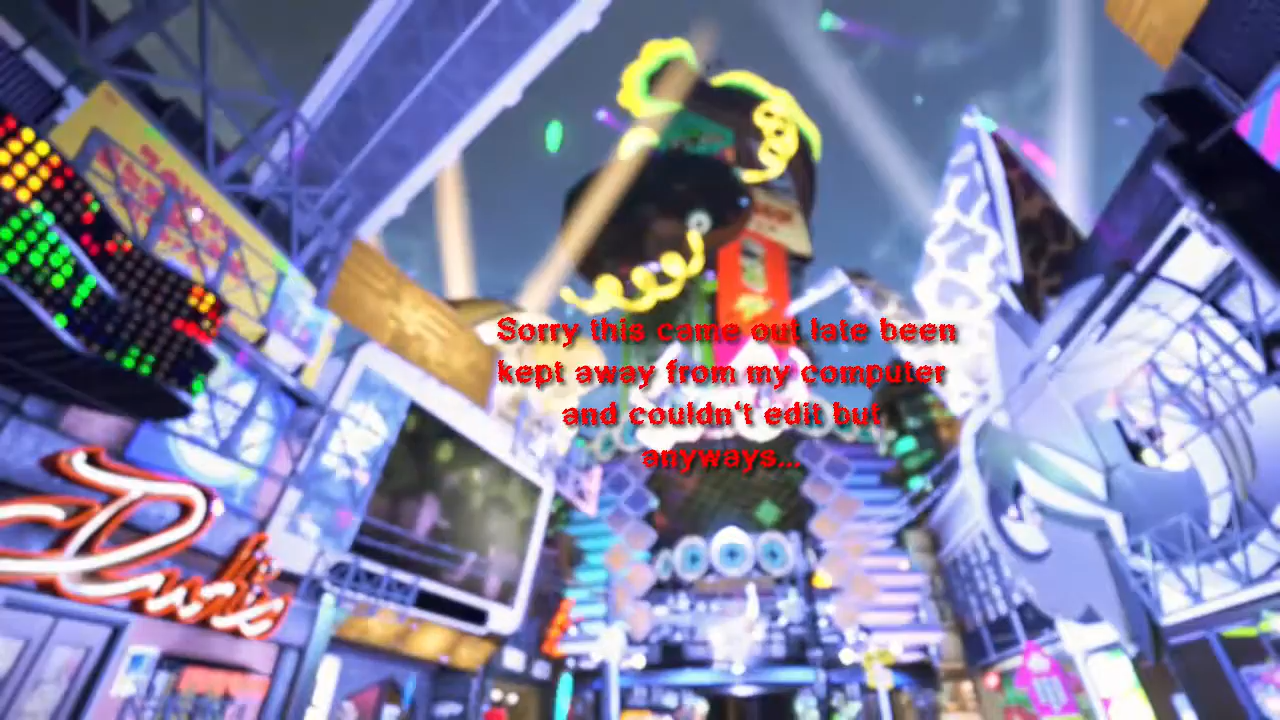 Sorry this came out late been
kept away from my computer
and couldn't edit but
anyways...